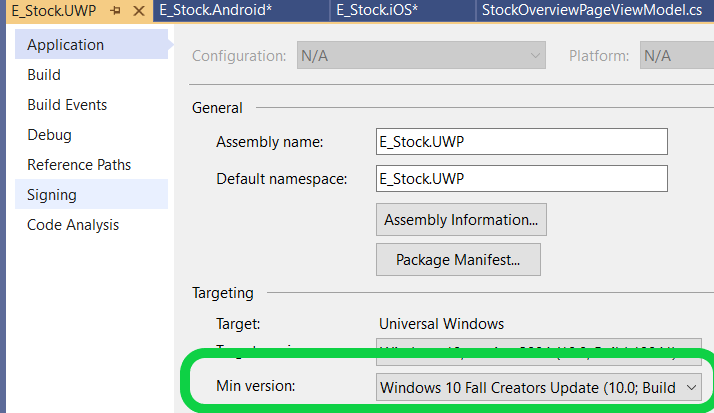 E_Stock.UWP E_Stock.Android* E_Stock.iOS* StockOverviewPageViewModel.cs
Application
Build
Build Events
Debug
Reference Paths
Signing
Code Analysis
Configuration: N/A Platform: N/A
General
Assembly name: E_Stock.UWP
Default namespace: E_Stock.UWP
Assembly Information...
Package Manifest...
Targeting
Target: Universal Windows
Min version: Windows 10 Fall Creators Update (10.0; Build